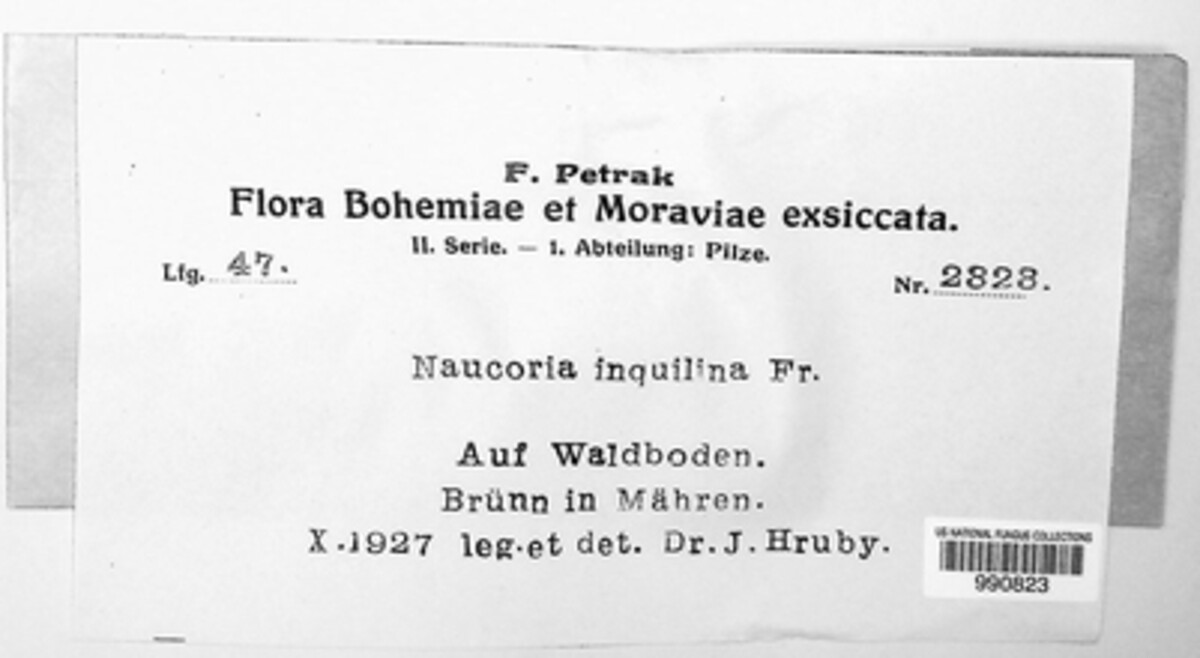 F. Petrak
Flora Bohemiae et Moraviae exsiccata.
II. Serie. — 1. Abteilung: Pilze.
Lfg. 47.
Nr. 2823.
Naucoria inquilina Fr.
Auf Waldboden.
Brünn in Mähren.
X.1927 leg.et det. Dr.J.Hruby.
US NATIONAL FUNGUS COLLECTIONS
990823